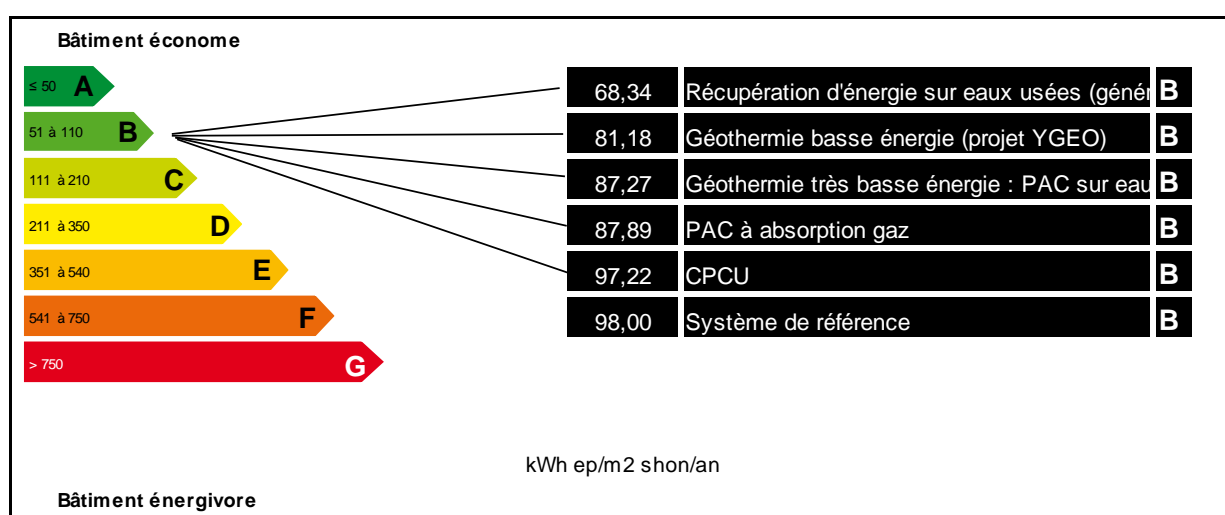 Bâtiment économe
≤ 50 A
51 à 110 B
111 à 210 C
211 à 350 D
351 à 540 E
541 à 750 F
> 750 G
68,34 Récupération d'énergie sur eaux usées (génér B
81,18 Géothermie basse énergie (projet YGEO) B
87,27 Géothermie très basse énergie : PAC sur eau B
87,89 PAC à absorption gaz B
97,22 CPCU B
98,00 Système de référence B
kWh ep/m2 shon/an
Bâtiment énergivore